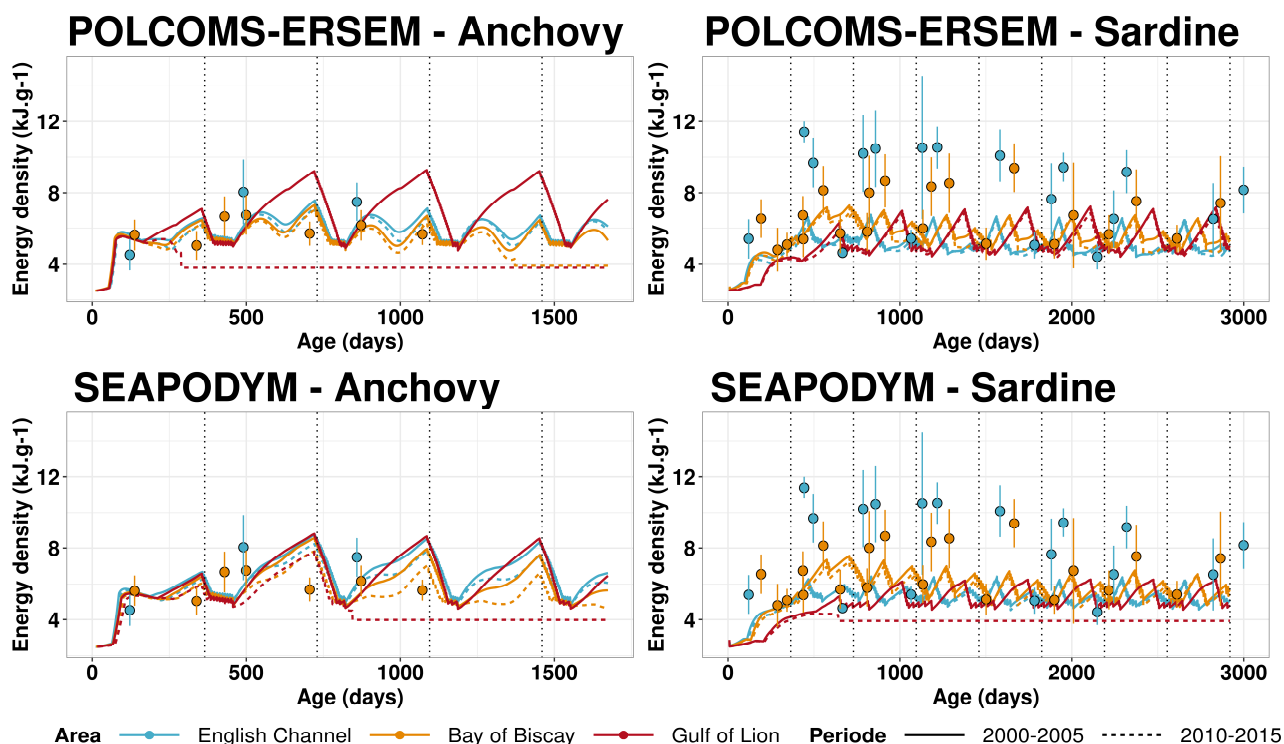 POLCOMS-ERSEM - Anchovy
POLCOMS-ERSEM - Sardine
Energy density (kJ.g-1)
12
8
4
0
500
1000
1500
Age (days)
Energy density (kJ.g-1)
12
8
4
0
1000
2000
3000
Age (days)
SEAPODYM - Anchovy
SEAPODYM - Sardine
Energy density (kJ.g-1)
12
8
4
0
500
1000
1500
Age (days)
Energy density (kJ.g-1)
12
8
4
0
1000
2000
3000
Age (days)
Area English Channel Bay of Biscay Gulf of Lion Periode 2000-2005 2010-2015